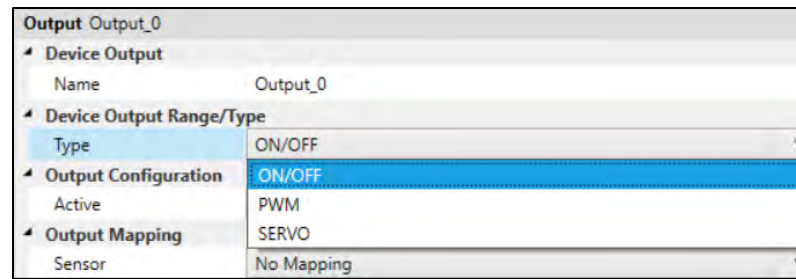 Output Output_0
Device Output
Name Output_0
Device Output Range/Type
Type ON/OFF
Output Configuration ON/OFF
Active PWM
Output Mapping SERVO
Sensor No Mapping